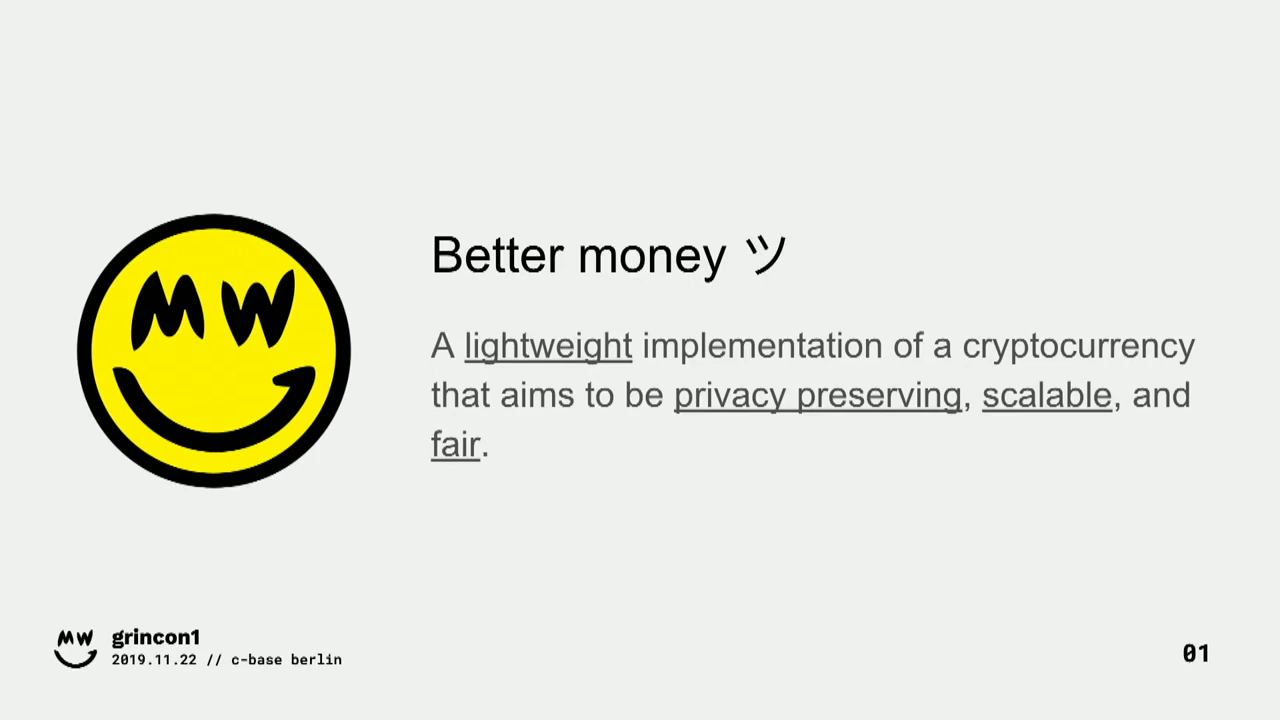 MW
Better money ツ
A lightweight implementation of a cryptocurrency
that aims to be privacy preserving, scalable, and
fair.
MW
grincon1
2019.11.22 // c-base berlin
01